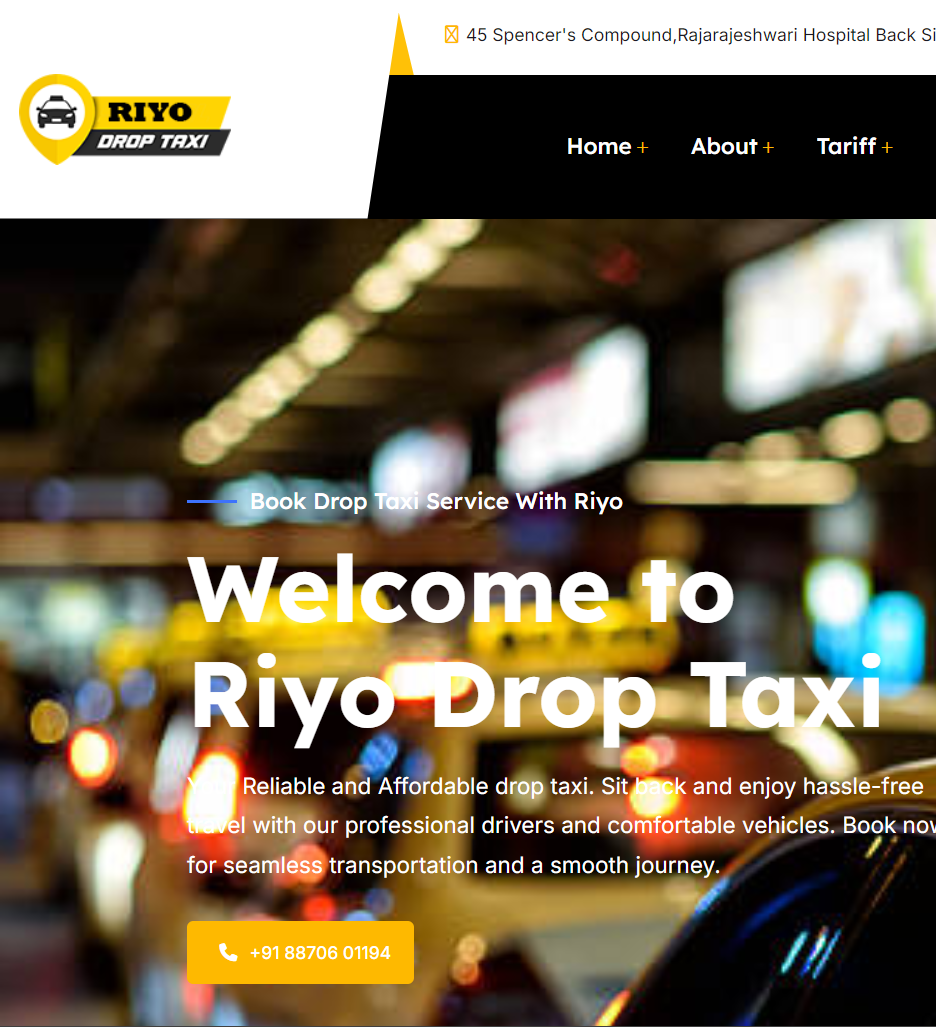 45 Spencer's Compound,Rajarajeshwari Hospital Back
RIYO
DROP TAXI
Home + About + Tariff +
Book Drop Taxi Service With Riyo
Welcome to
Riyo Drop Taxi
Your Reliable and Affordable drop taxi. Sit back and enjoy hassle-free
travel with our professional drivers and comfortable vehicles. Book now
for seamless transportation and a smooth journey.
+91 88706 01194